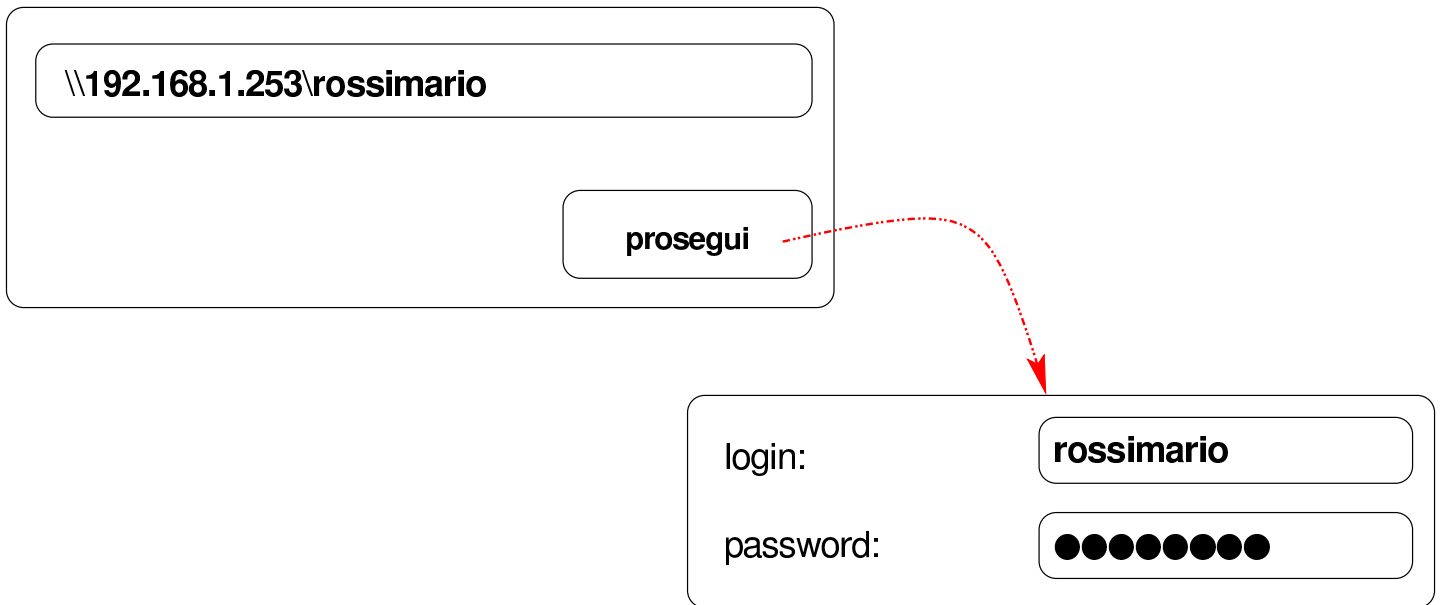 \\192.168.1.253\rossimario
prosegui
login: rossimario
password: ●●●●●●●●